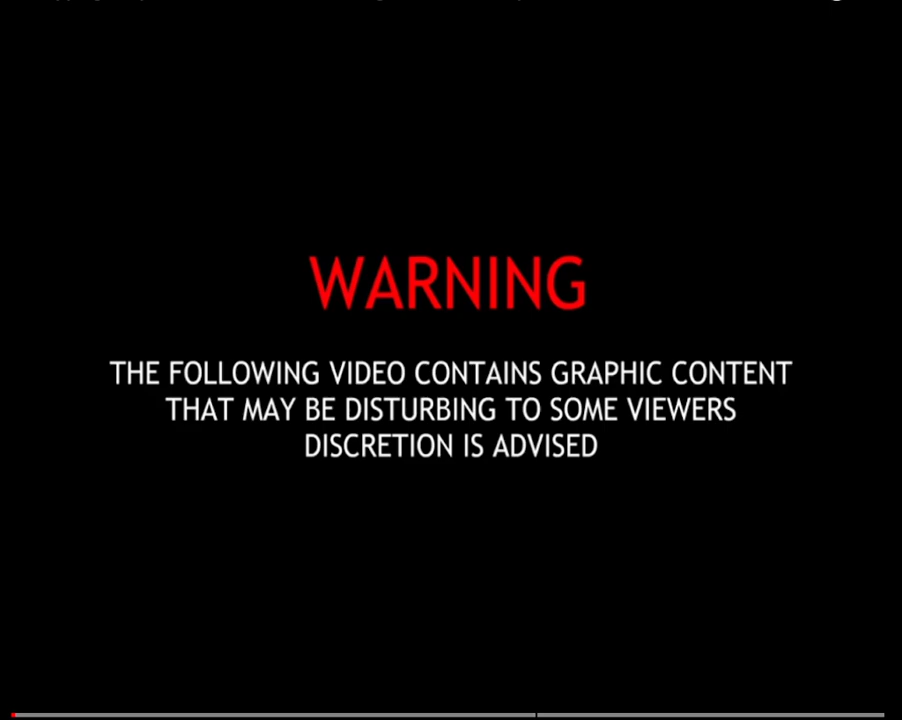 WARNING
THE FOLLOWING VIDEO CONTAINS GRAPHIC CONTENT
THAT MAY BE DISTURBING TO SOME VIEWERS
DISCRETION IS ADVISED